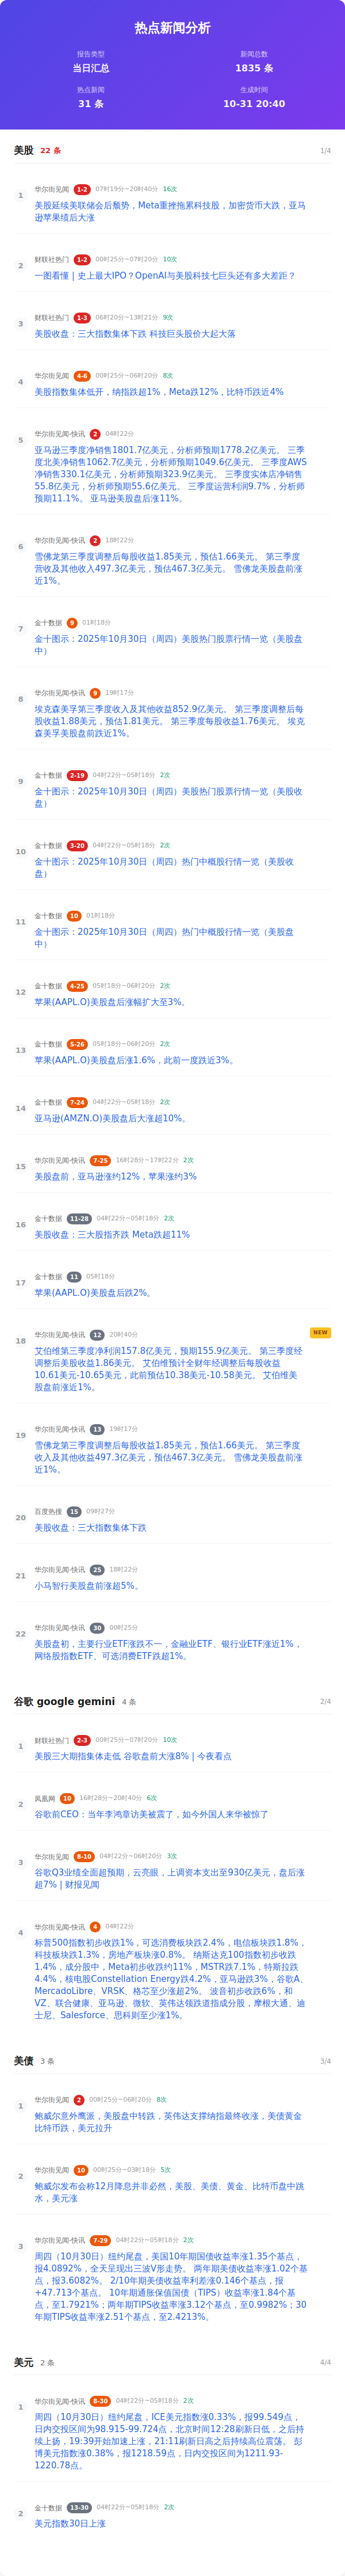 热点新闻分析
报告类型
新闻总数
当日汇总
1835 条
热点新闻
生成时间
31 条
10-31 20:40
美股 22 条 1/4
1 华尔街见闻 1-2 07时19分~20时40分 16次
美股延续美联储会后颓势，Meta重挫拖累科技股，加密货币大跌，亚马
逊苹果绩后大涨
2 财联社热门 1-2 00时25分~07时20分 10次
一图看懂 | 史上最大IPO？OpenAI与美股科技七巨头还有多大差距？
3 财联社热门 1-3 06时20分~13时21分 9次
美股收盘：三大指数集体下跌 科技巨头股价大起大落
4 华尔街见闻 4-6 00时25分~06时20分 8次
美股指数集体低开，纳指跌超1%，Meta跌12%，比特币跌近4%
5 华尔街见闻-快讯 2 04时22分
亚马逊三季度净销售1801.7亿美元，分析师预期1778.2亿美元。 三季
度北美净销售1062.7亿美元，分析师预期1049.6亿美元。 三季度AWS
净销售330.1亿美元，分析师预期323.9亿美元。 三季度实体店净销售
55.8亿美元，分析师预期55.6亿美元。 三季度运营利润9.7%，分析师
预期11.1%。 亚马逊美股盘后涨11%。
6 华尔街见闻-快讯 2 18时22分
雪佛龙第三季度调整后每股收益1.85美元，预估1.66美元。 第三季度
营收及其他收入497.3亿美元，预估467.3亿美元。 雪佛龙美股盘前涨
近1%。
7 金十数据 9 01时18分
金十图示：2025年10月30日（周四）美股热门股票行情一览（美股盘
中）
8 华尔街见闻-快讯 9 19时17分
埃克森美孚第三季度收入及其他收益852.9亿美元。 第三季度调整后每
股收益1.88美元，预估1.81美元。 第三季度每股收益1.76美元。 埃克
森美孚美股盘前跌近1%。
9 金十数据 2-19 04时22分~05时18分 2次
金十图示：2025年10月30日（周四）美股热门股票行情一览（美股收
盘）
10 金十数据 3-20 04时22分~05时18分 2次
金十图示：2025年10月30日（周四）热门中概股行情一览（美股收
盘）
11 金十数据 10 01时18分
金十图示：2025年10月30日（周四）热门中概股行情一览（美股盘
中）
12 金十数据 4-25 05时18分~06时20分 2次
苹果(AAPL.O)美股盘后涨幅扩大至3%。
13 金十数据 5-26 05时18分~06时20分 2次
苹果(AAPL.O)美股盘后涨1.6%，此前一度跌近3%。
14 金十数据 7-24 04时22分~05时18分 2次
亚马逊(AMZN.O)美股盘后大涨超10%。
15 华尔街见闻-快讯 7-25 16时28分~17时22分 2次
美股盘前，亚马逊涨约12%，苹果涨约3%
16 金十数据 11-28 04时22分~05时18分 2次
美股收盘：三大股指齐跌 Meta跌超11%
17 金十数据 11 05时18分
苹果(AAPL.O)美股盘后跌2%。
18 华尔街见闻-快讯 12 20时40分 NEW
艾伯维第三季度净利润157.8亿美元，预期155.9亿美元。 第三季度经
调整后美股收益1.86美元。 艾伯维预计全财年经调整后每股收益
10.61美元-10.65美元，此前预估10.38美元-10.58美元。 艾伯维美
股盘前涨近1%。
19 华尔街见闻-快讯 13 19时17分
雪佛龙第三季度调整后每股收益1.85美元，预估1.66美元。 第三季度
收入及其他收益497.3亿美元，预估467.3亿美元。 雪佛龙美股盘前涨
近1%。
20 百度热搜 15 09时27分
美股收盘：三大指数集体下跌
21 华尔街见闻-快讯 25 18时22分
小马智行美股盘前涨超5%。
22 华尔街见闻-快讯 30 00时25分
美股盘初，主要行业ETF涨跌不一，金融业ETF、银行业ETF涨近1%，
网络股指数ETF、可选消费ETF跌超1%。
谷歌 google gemini 4 条 2/4
1 财联社热门 2-3 00时25分~07时20分 10次
美股三大期指集体走低 谷歌盘前大涨8% | 今夜看点
2 凤凰网 10 16时28分~20时40分 6次
谷歌前CEO：当年李鸿章访美被震了，如今外国人来华被惊了
3 华尔街见闻 8-10 04时22分~06时20分 3次
谷歌Q3业绩全面超预期，云亮眼，上调资本支出至930亿美元，盘后涨
超7% | 财报见闻
4 华尔街见闻-快讯 4 04时22分
标普500指数初步收跌1%，可选消费板块跌2.4%，电信板块跌1.8%，
科技板块跌1.3%，房地产板块涨0.8%。 纳斯达克100指数初步收跌
1.4%，成分股中，Meta初步收跌约11%，MSTR跌7.1%，特斯拉跌
4.4%，核电股Constellation Energy跌4.2%，亚马逊跌3%，谷歌A、
MercadoLibre、VRSK、格芯至少涨超2%。 波音初步收跌6%，和
VZ、联合健康、亚马逊、微软、英伟达领跌道指成分股，摩根大通、迪
士尼、Salesforce、思科则至少涨1%。
美债 3 条 3/4
1 华尔街见闻 2 00时25分~06时20分 8次
鲍威尔意外鹰派，美股盘中转跌，英伟达支撑纳指最终收涨，美债黄金
比特币跌，美元拉升
2 华尔街见闻 10 00时25分~03时18分 5次
鲍威尔发布会称12月降息并非必然，美股、美债、黄金、比特币盘中跳
水，美元涨
3 华尔街见闻-快讯 7-29 04时22分~05时18分 2次
周四（10月30日）纽约尾盘，美国10年期国债收益率涨1.35个基点，
报4.0892%，全天呈现出三波V形走势。 两年期美债收益率涨1.02个基
点，报3.6082%。 2/10年期美债收益率利差涨0.146个基点，报
+47.713个基点。 10年期通胀保值国债（TIPS）收益率涨1.84个基
点，至1.7921%；两年期TIPS收益率涨3.12个基点，至0.9982%；30
年期TIPS收益率涨2.51个基点，至2.4213%。
美元 2 条 4/4
1 华尔街见闻-快讯 8-30 04时22分~05时18分 2次
周四（10月30日）纽约尾盘，ICE美元指数涨0.33%，报99.549点，
日内交投区间为98.915-99.724点，北京时间12:28刷新日低，之后持
续上扬，19:39开始加速上涨，21:11刷新日高之后持续高位震荡。 彭
博美元指数涨0.38%，报1218.59点，日内交投区间为1211.93-
1220.78点。
2 金十数据 13-30 04时22分~05时18分 2次
美元指数30日上涨